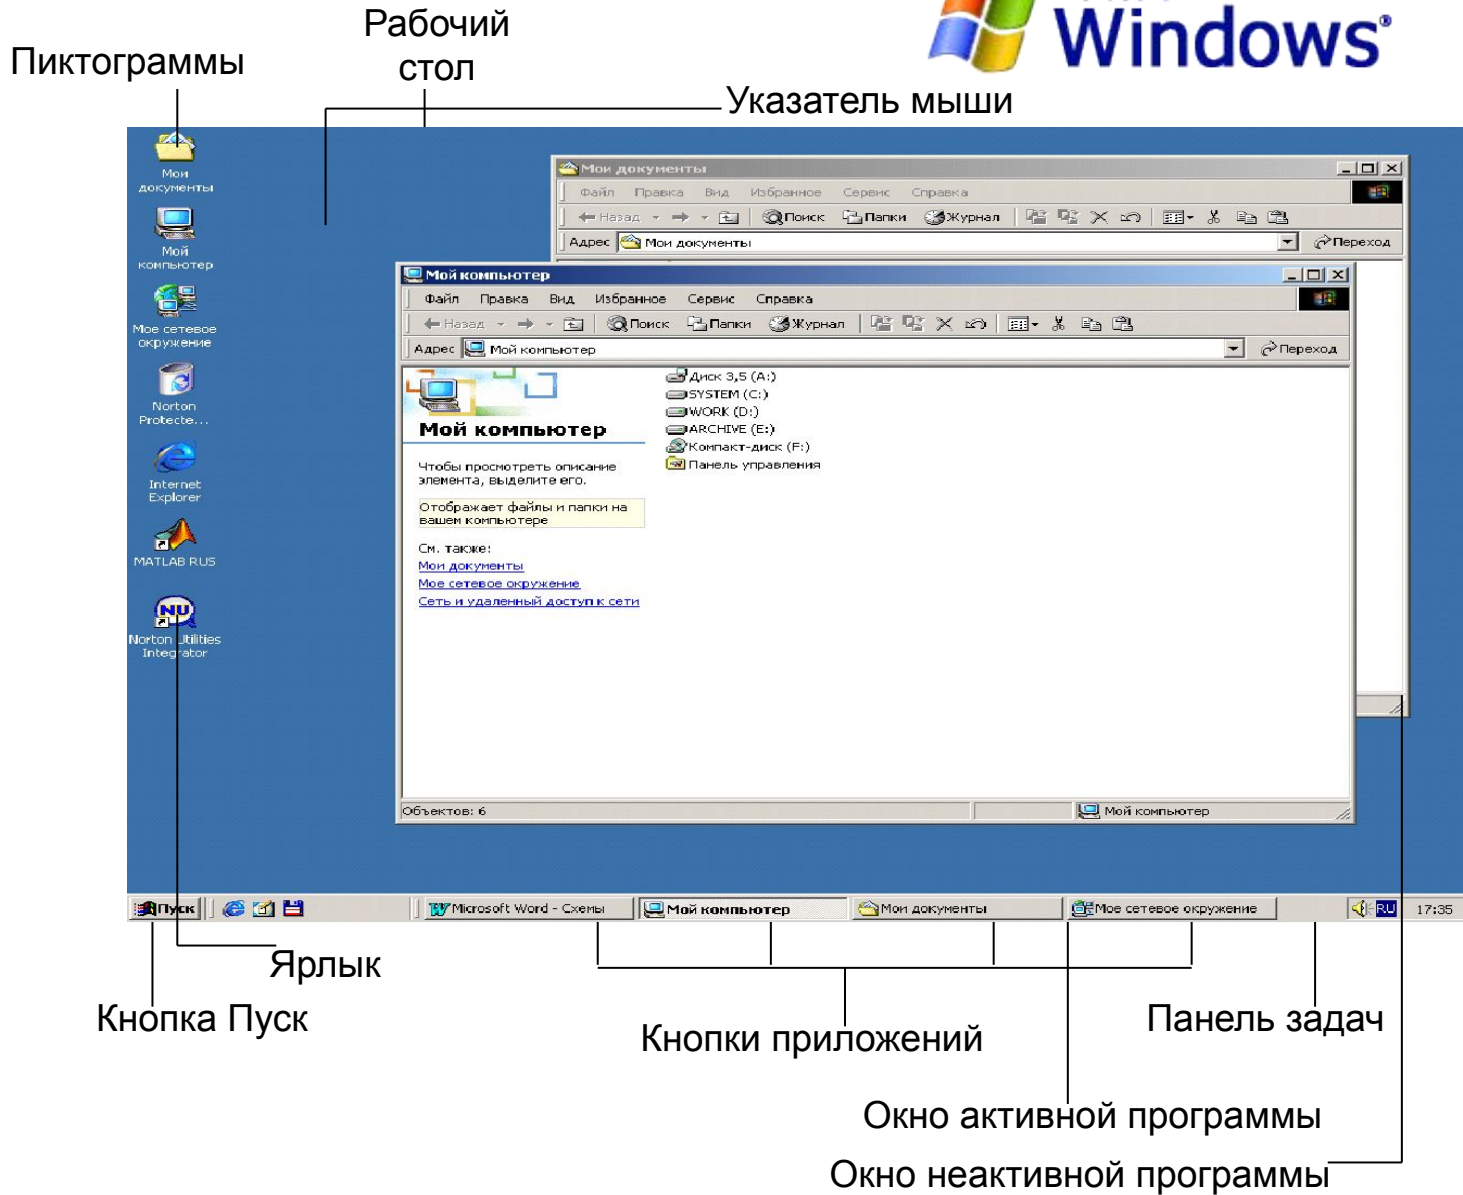 Рабочий
стол
Windows®
Пиктограммы
Указатель мыши
Мои
документы
Мой
компьютер
Мое сетевое
окружение
Norton
Protecte...
Internet
Explorer
MATLAB RUS
NU
Norton Utilities
Integrator
Мои документы
Файл Правка Вид Избранное Сервис Справка
Назад Поиск Папки Журнал
Адрес Мои документы Переход
Мой компьютер
Файл Правка Вид Избранное Сервис Справка
Назад Поиск Папки Журнал
Адрес Мой компьютер Переход
Мой компьютер
Чтобы просмотреть описание
элемента, выделите его.
Отображает файлы и папки на
вашем компьютере
См. также:
Мои документы
Мое сетевое окружение
Сеть и удаленный доступ к сети
Диск 3,5 (A:)
SYSTEM (C:)
WORK (D:)
ARCHIVE (E:)
Компакт-диск (F:)
Панель управления
Объектов: 6 Мой компьютер
Пуск Microsoft Word - Схемы Мой компьютер Мои документы Мое сетевое окружение RU 17:35
Ярлык
Кнопка Пуск
Кнопки приложений
Панель задач
Окно активной программы
Окно неактивной программы